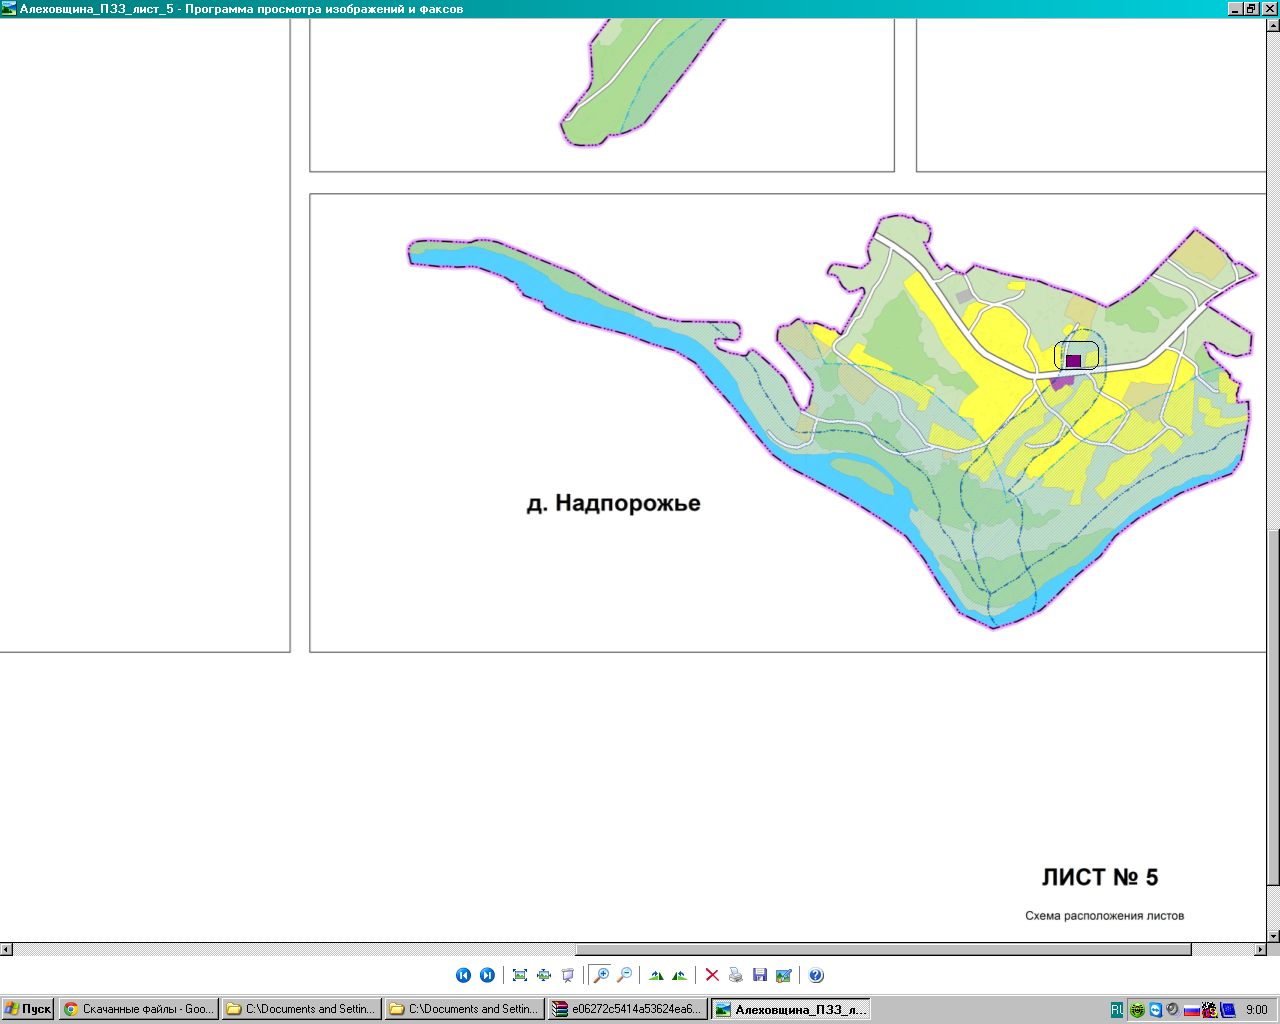 Алеховщина_ПЗЗ_лист_5 - Программа просмотра изображений и факсов
д. Надпорожье
ЛИСТ № 5
Схема расположения листов
Пуск
Скачанные файлы - Goo...
C:\Documents and Settin...
C:\Documents and Settin...
e06272c5414a53624ea6...
Алеховщина_ПЗЗ_л...
RL
9:00